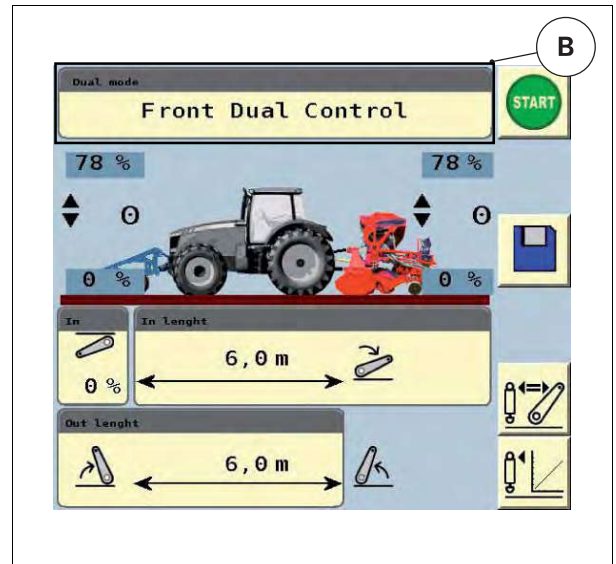 B
Dual mode
Front Dual Control
START
78 %
78 %
0
0
0 %
0 %
In
In lenght
6,0 m
0 %
Out lenght
6,0 m